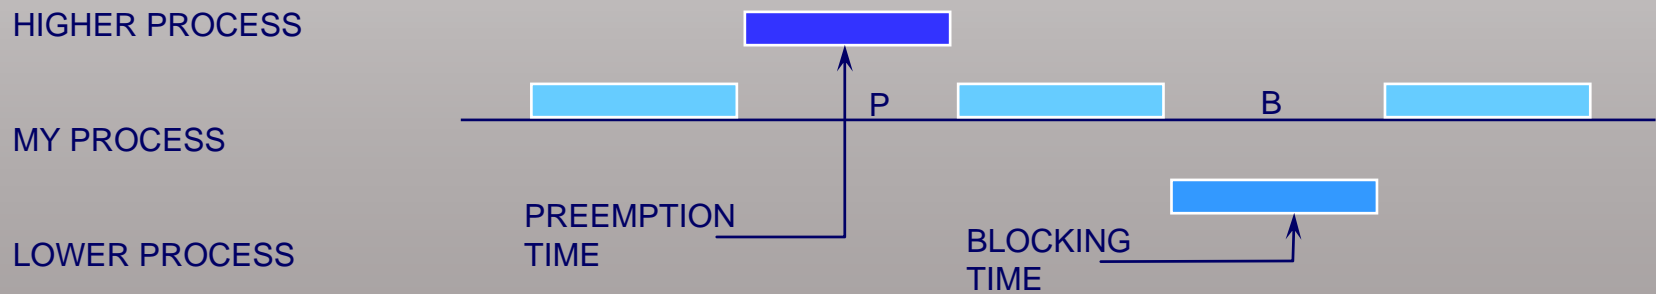 HIGHER PROCESS
P
B
MY PROCESS
PREEMPTION
TIME
BLOCKING
TIME
LOWER PROCESS